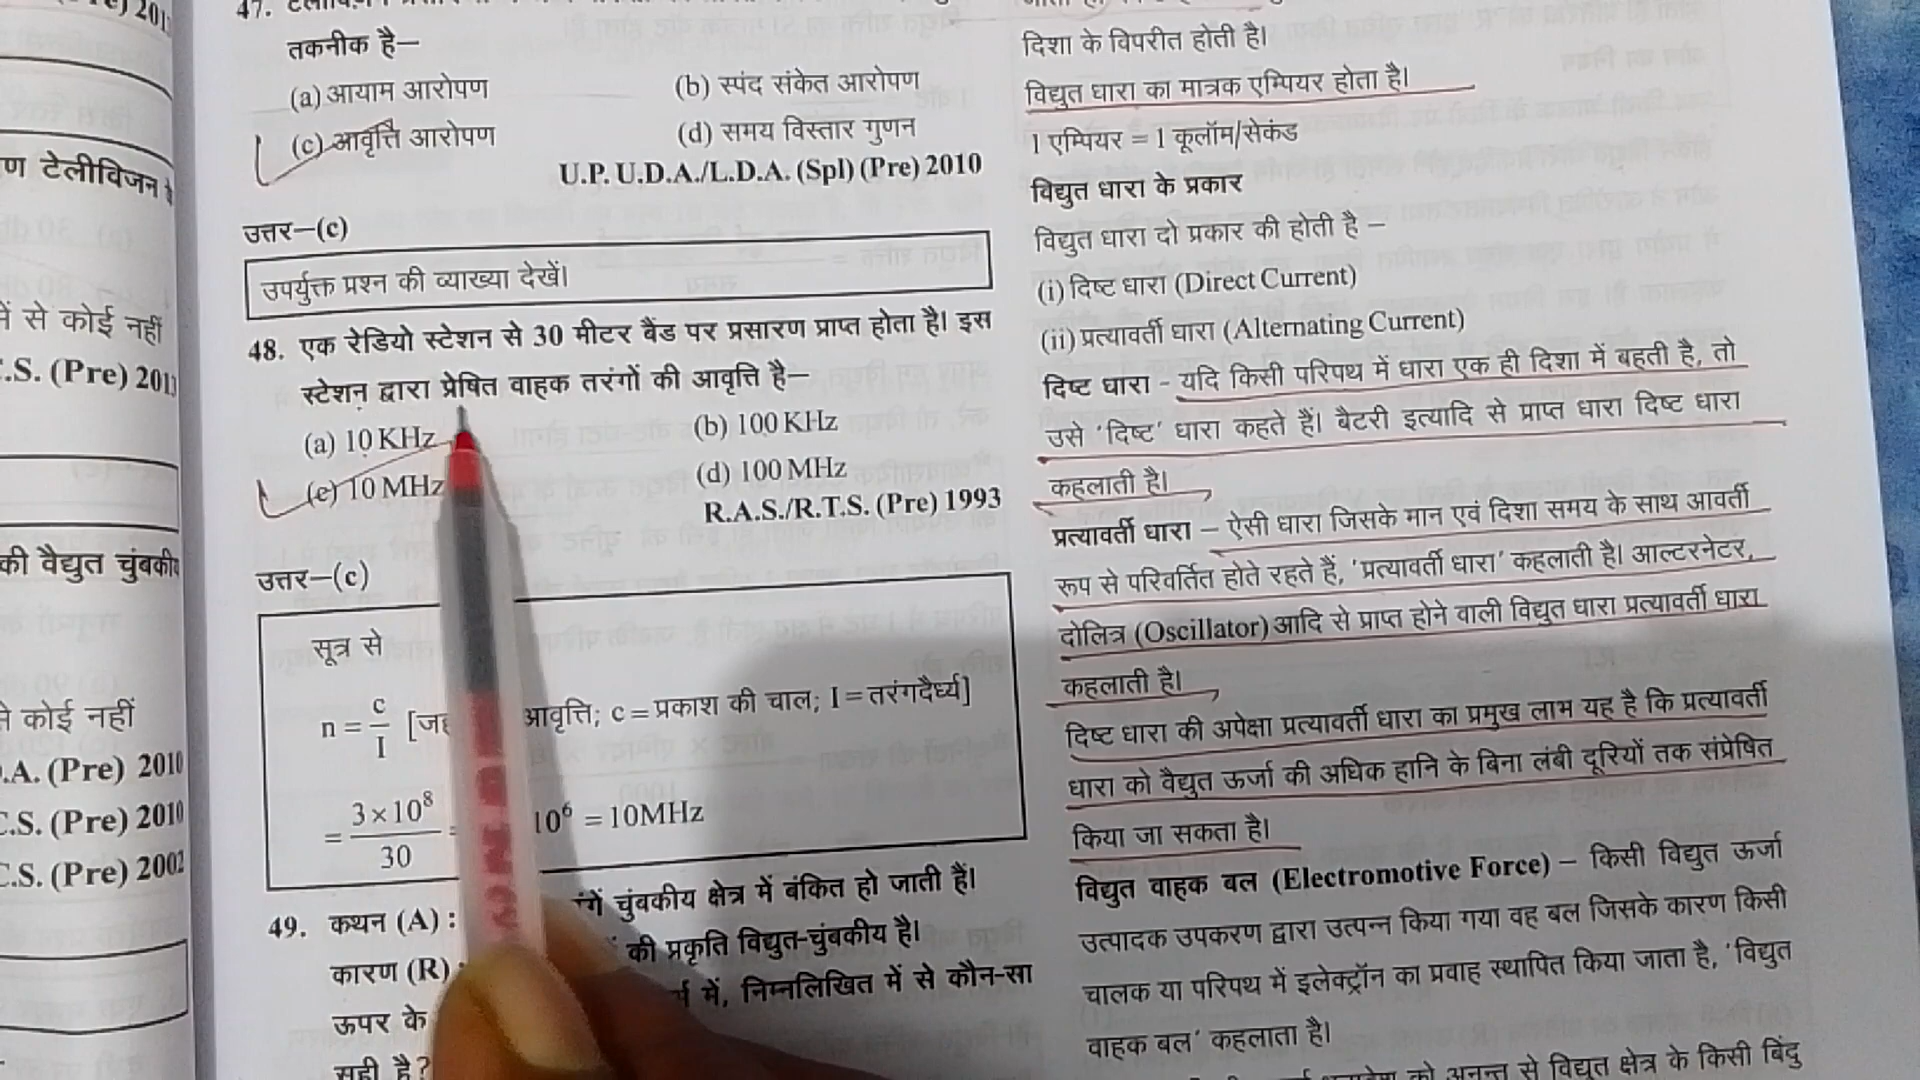 2013
ण टेलीविजन
में से कोई नहीं
C.S. (Pre) 2013
की वैद्युत चुंबकीय
से कोई नहीं
.A. (Pre) 2010
C.S. (Pre) 2010
C.S. (Pre) 2002
47.
तकनीक है–
(a) आयाम आरोपण (b) स्पंद संकेत आरोपण
(c) आवृत्ति आरोपण (d) समय विस्तार गुणन
U.P. U.D.A./L.D.A. (Spl) (Pre) 2010
उत्तर–(c)
उपर्युक्त प्रश्न की व्याख्या देखें।
48. एक रेडियो स्टेशन से 30 मीटर बैंड पर प्रसारण प्राप्त होता है। इस
स्टेशन द्वारा प्रेषित वाहक तरंगों की आवृत्ति है–
(a) 10 KHz (b) 100 KHz
(c) 10 MHz (d) 100 MHz
R.A.S./R.T.S. (Pre) 1993
उत्तर–(c)
सूत्र से
n = c/I [जह आवृत्ति; c = प्रकाश की चाल; I = तरंगदैर्ध्य]
= 3 × 10⁸/30 = 10⁶ = 10MHz
49. कथन (A) : चुंबकीय क्षेत्र में बंकित हो जाती हैं।
कारण (R) : की प्रकृति विद्युत-चुंबकीय है।
ऊपर के में, निम्नलिखित में से कौन-सा
सही है?
दिशा के विपरीत होती है।
विद्युत धारा का मात्रक एम्पियर होता है।
1 एम्पियर = 1 कूलॉम/सेकंड
विद्युत धारा के प्रकार
विद्युत धारा दो प्रकार की होती है –
(i) दिष्ट धारा (Direct Current)
(ii) प्रत्यावर्ती धारा (Alternating Current)
दिष्ट धारा - यदि किसी परिपथ में धारा एक ही दिशा में बहती है, तो
उसे 'दिष्ट' धारा कहते हैं। बैटरी इत्यादि से प्राप्त धारा दिष्ट धारा
कहलाती है।
प्रत्यावर्ती धारा – ऐसी धारा जिसके मान एवं दिशा समय के साथ आवर्ती
रूप से परिवर्तित होते रहते हैं, 'प्रत्यावर्ती धारा' कहलाती है। आल्टरनेटर,
दोलित्र (Oscillator) आदि से प्राप्त होने वाली विद्युत धारा प्रत्यावर्ती धारा
कहलाती है।
दिष्ट धारा की अपेक्षा प्रत्यावर्ती धारा का प्रमुख लाभ यह है कि प्रत्यावर्ती
धारा को वैद्युत ऊर्जा की अधिक हानि के बिना लंबी दूरियों तक संप्रेषित
किया जा सकता है।
विद्युत वाहक बल (Electromotive Force) – किसी विद्युत ऊर्जा
उत्पादक उपकरण द्वारा उत्पन्न किया गया वह बल जिसके कारण किसी
चालक या परिपथ में इलेक्ट्रॉन का प्रवाह स्थापित किया जाता है, 'विद्युत
वाहक बल' कहलाता है।
को अनन्त से विद्युत क्षेत्र के किसी बिंदु